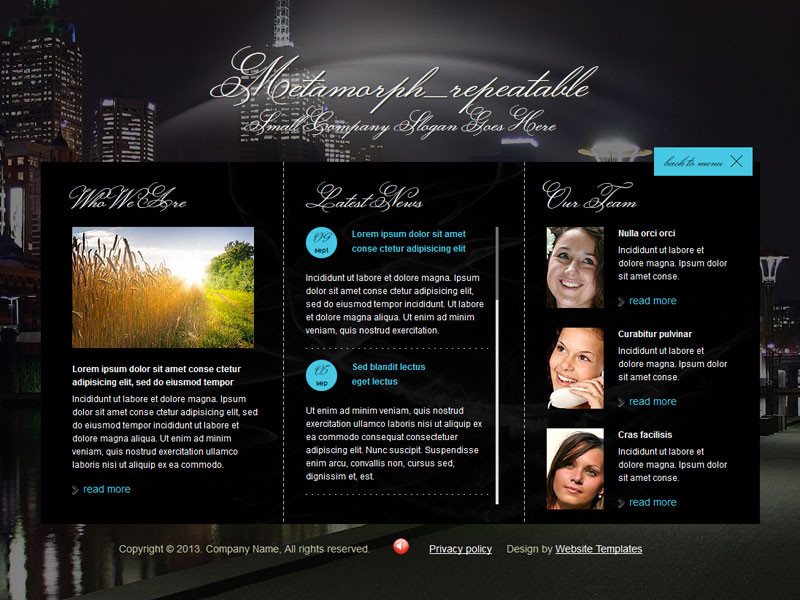 Metamorph_repeatable
Small Company Slogan Goes Here
back to menu
Who We Are
Lorem ipsum dolor sit amet conse ctetur
adipisicing elit, sed do eiusmod tempor
Incididunt ut labore et dolore magna. Ipsum
dolor sit amet conse ctetur adipisicing elit, sed
do eiusmod tempor incididunt. Ut labore et
dolore magna aliqua. Ut enim ad minim
veniam, quis nostrud exercitation ullamco
laboris nisi ut aliquip ex ea commodo.
read more
Latest News
09
sept
Lorem ipsum dolor sit amet
conse ctetur adipisicing elit
Incididunt ut labore et dolore magna. Ipsum
dolor sit amet conse ctetur adipisicing elit,
sed do eiusmod tempor incididunt. Ut labore
et dolore magna aliqua. Ut enim ad minim
veniam, quis nostrud exercitation.
05
sep
Sed blandit lectus
eget lectus
Ut enim ad minim veniam, quis nostrud
exercitation ullamco laboris nisi ut aliquip ex
ea commodo consequat consectetuer
adipiscing elit. Nunc suscipit. Suspendisse
enim arcu, convallis non, cursus sed,
dignissim et, est.
Our Team
Nulla orci orci
Incididunt ut labore et
dolore magna. Ipsum dolor
sit amet conse.
read more
Curabitur pulvinar
Incididunt ut labore et
dolore magna. Ipsum dolor
sit amet conse.
read more
Cras facilisis
Incididunt ut labore et
dolore magna. Ipsum dolor
sit amet conse.
read more
Copyright © 2013. Company Name, All rights reserved. Privacy policy Design by Website Templates